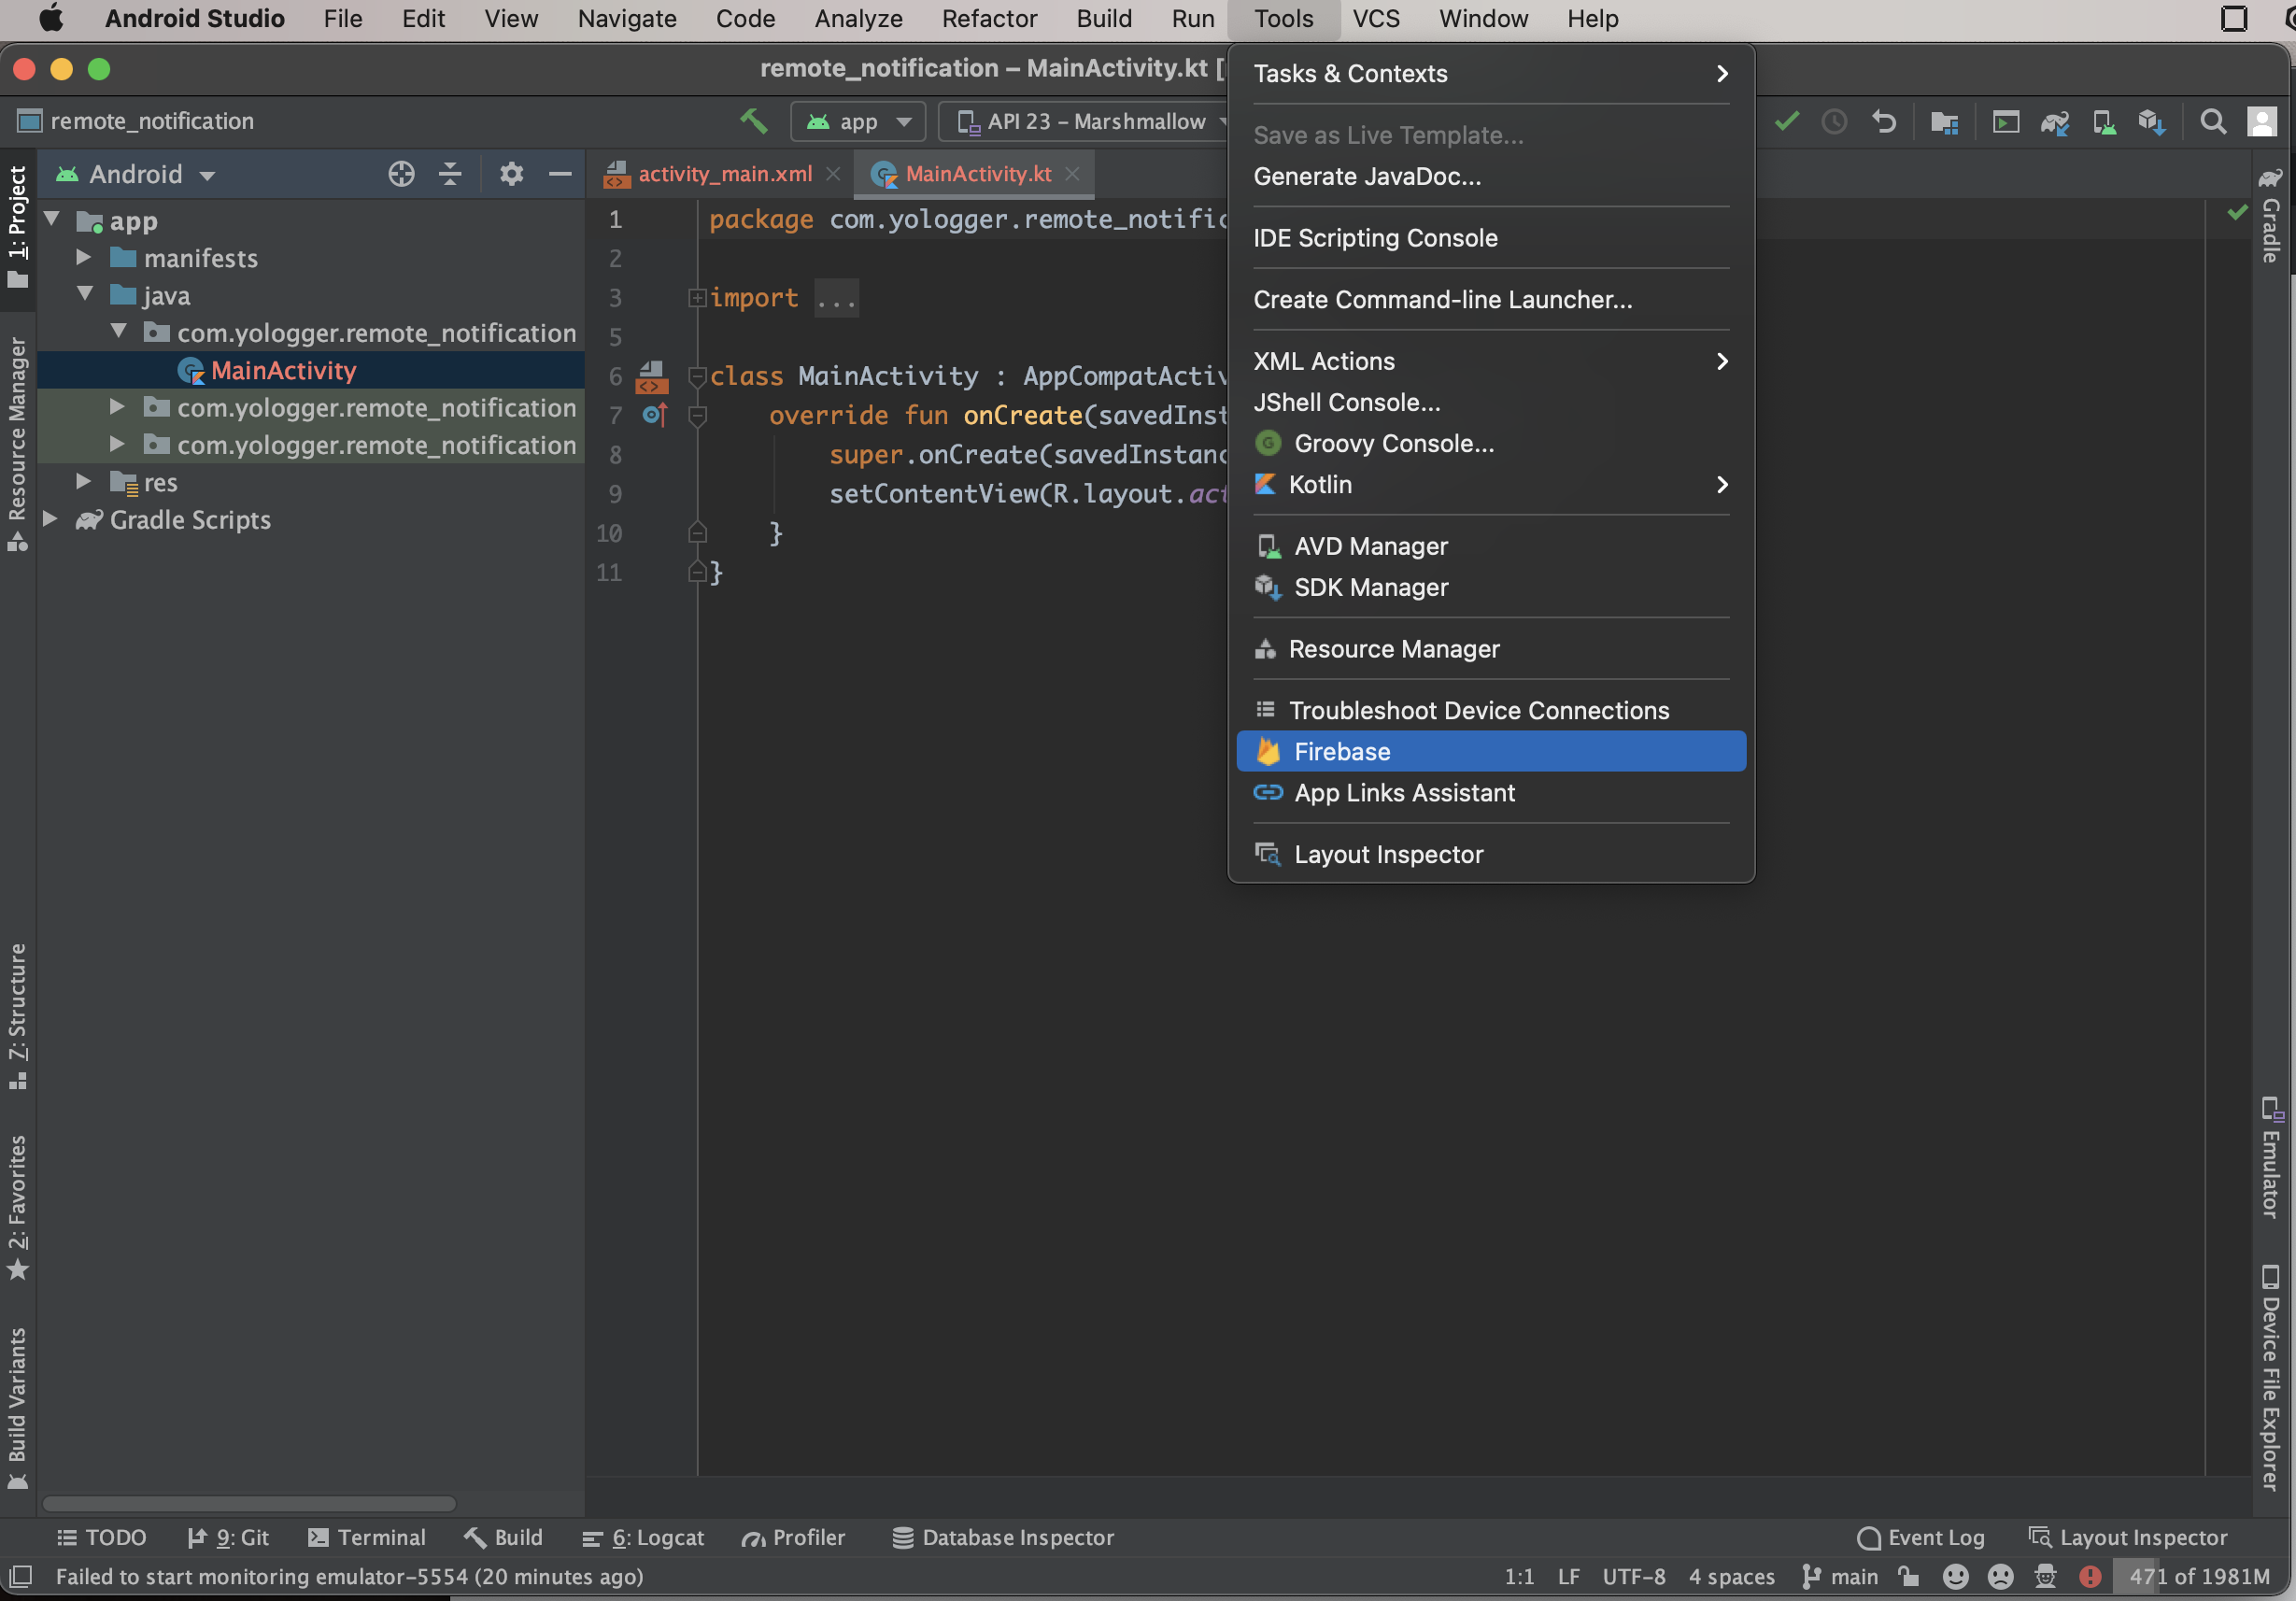 Android Studio File Edit View Navigate Code Analyze Refactor Build Run Tools VCS Window Help
remote_notification – MainActivity.kt [
remote_notification
app
API 23 – Marshmallow
1: Project
Resource Manager
7: Structure
2: Favorites
Build Variants
Android
app
manifests
java
com.yologger.remote_notification
MainActivity
com.yologger.remote_notification
com.yologger.remote_notification
res
Gradle Scripts
activity_main.xml
MainActivity.kt
1 package com.yologger.remote_notific
2
3 import ...
5
6 class MainActivity : AppCompatActiv
7 override fun onCreate(savedInst
8 super.onCreate(savedInstanc
9 setContentView(R.layout.act
10 }
11 }
Tasks & Contexts
Save as Live Template...
Generate JavaDoc...
IDE Scripting Console
Create Command-line Launcher...
XML Actions
JShell Console...
G Groovy Console...
Kotlin
AVD Manager
SDK Manager
Resource Manager
Troubleshoot Device Connections
Firebase
App Links Assistant
Layout Inspector
Gradle
Emulator
Device File Explorer
TODO 9: Git Terminal Build 6: Logcat Profiler Database Inspector Event Log Layout Inspector
Failed to start monitoring emulator-5554 (20 minutes ago) 1:1 LF UTF-8 4 spaces main 471 of 1981M